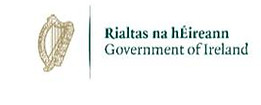 Rialtas na hÉireann
Government of Ireland